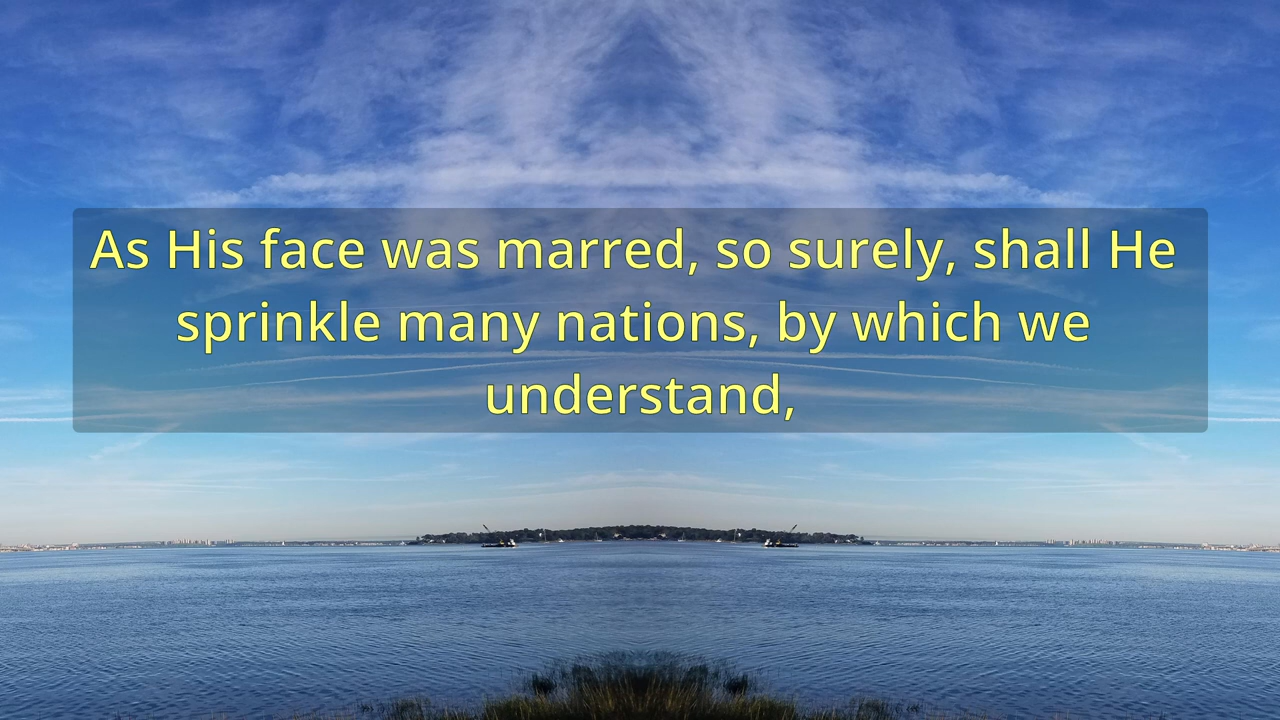 As His face was marred, so surely, shall He
sprinkle many nations, by which we
understand,